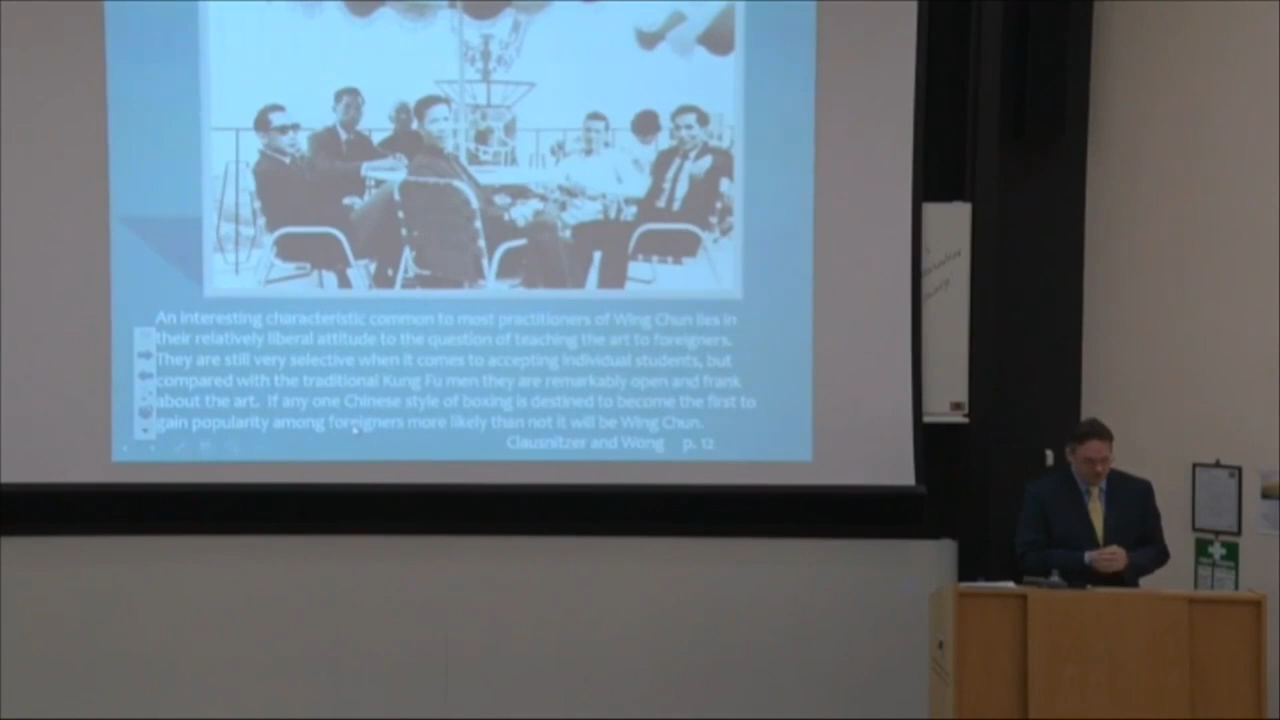 An interesting characteristic common to most practitioners of Wing Chun lies in
their relatively liberal attitude to the question of teaching the art to foreigners.
They are still very selective when it comes to accepting individual students, but
compared with the traditional Kung Fu men they are remarkably open and frank
about the art. If any one Chinese style of boxing is destined to become the first to
gain popularity among foreigners more likely than not it will be Wing Chun.
Clausnitzer and Wong p. 12